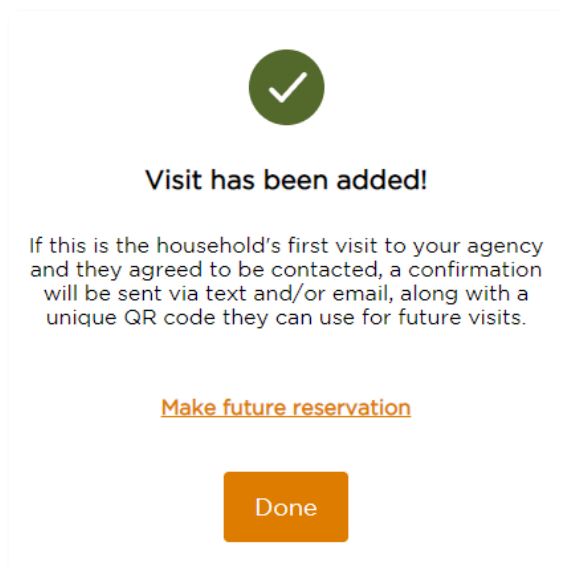 Visit has been added!
If this is the household's first visit to your agency
and they agreed to be contacted, a confirmation
will be sent via text and/or email, along with a
unique QR code they can use for future visits.
Make future reservation
Done